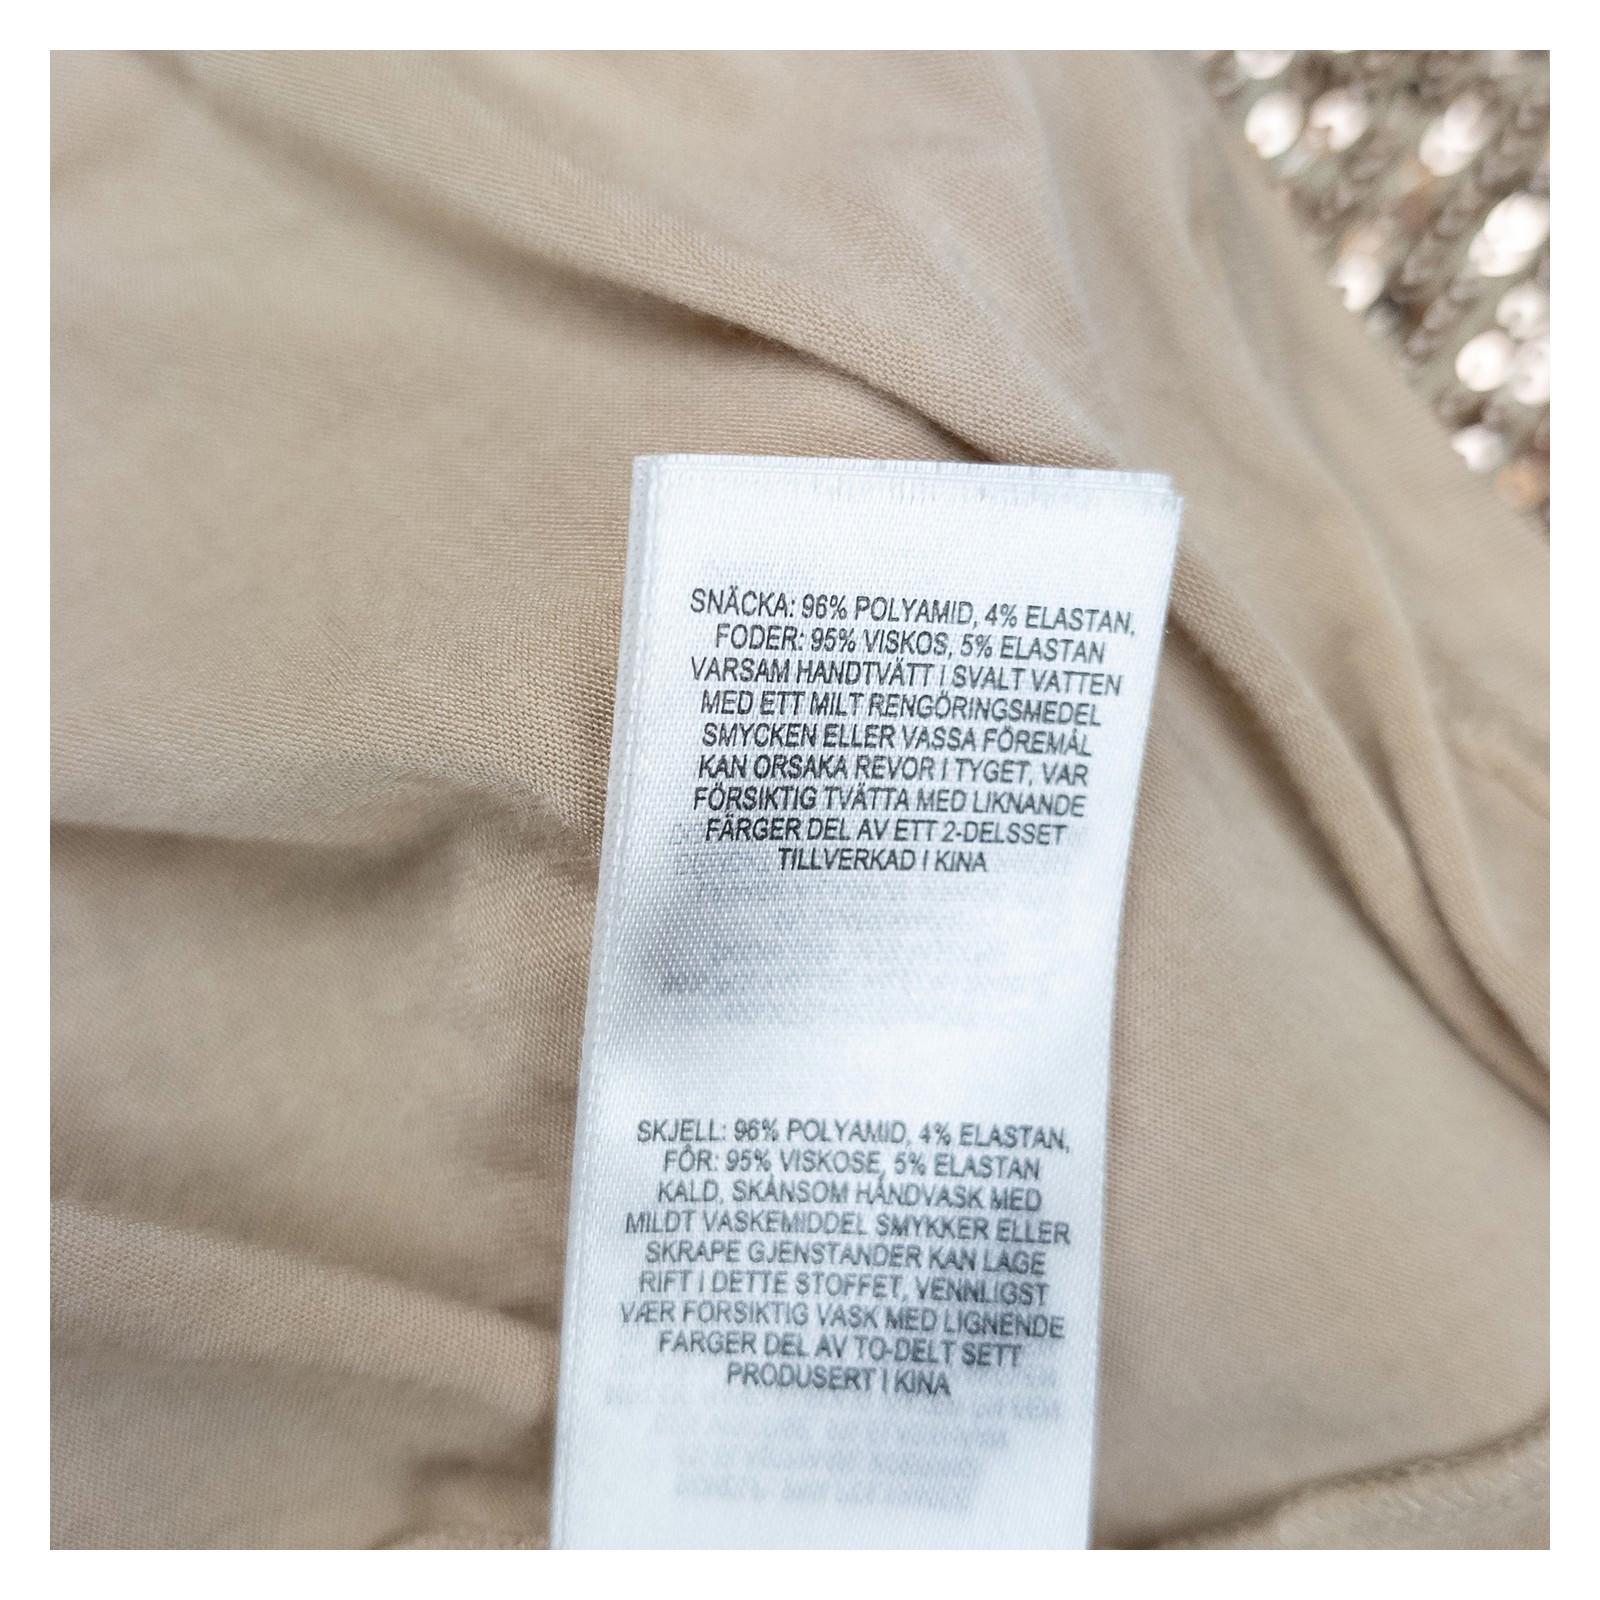 SNÄCKA: 96% POLYAMID, 4% ELASTAN,
FODER: 95% VISKOS, 5% ELASTAN
VARSAM HANDTVÄTT I SVALT VATTEN
MED ETT MILT RENGÖRINGSMEDEL
SMYCKEN ELLER VASSA FÖREMÅL
KAN ORSAKA REVOR I TYGET, VAR
FÖRSIKTIG TVÄTTA MED LIKNANDE
FÄRGER DEL AV ETT 2-DELSSET
TILLVERKAD I KINA
SKJELL: 96% POLYAMID, 4% ELASTAN,
FÔR: 95% VISKOSE, 5% ELASTAN
KALD, SKÅNSOM HÅNDVASK MED
MILDT VASKEMIDDEL SMYKKER ELLER
SKRAPE GJENSTANDER KAN LAGE
RIFT I DETTE STOFFET, VENNLIGST
VÆR FORSIKTIG VASK MED LIGNENDE
FARGER DEL AV TO-DELT SETT
PRODUSERT I KINA